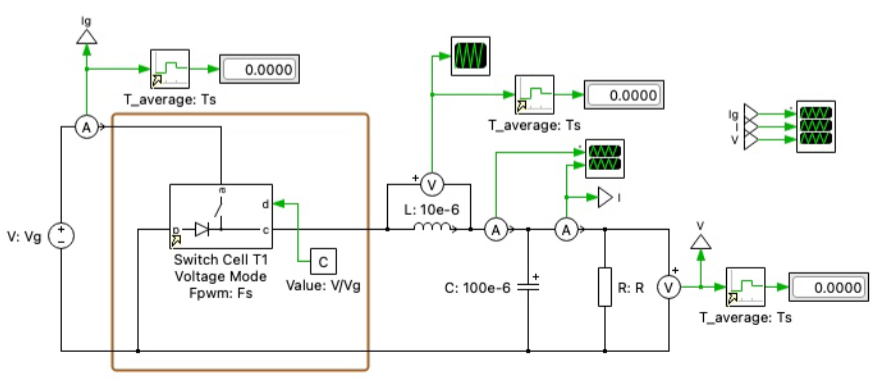 Ig
0.0000
T_average: Ts
A
0.0000
T_average: Ts
Ig
I
V
V
+
L: 10e-6
A
A
I
V: Vg
+
−
m
d
p
c
Switch Cell T1
Voltage Mode
Fpwm: Fs
C
Value: V/Vg
C: 100e-6
+
R: R
V
+
V
0.0000
T_average: Ts